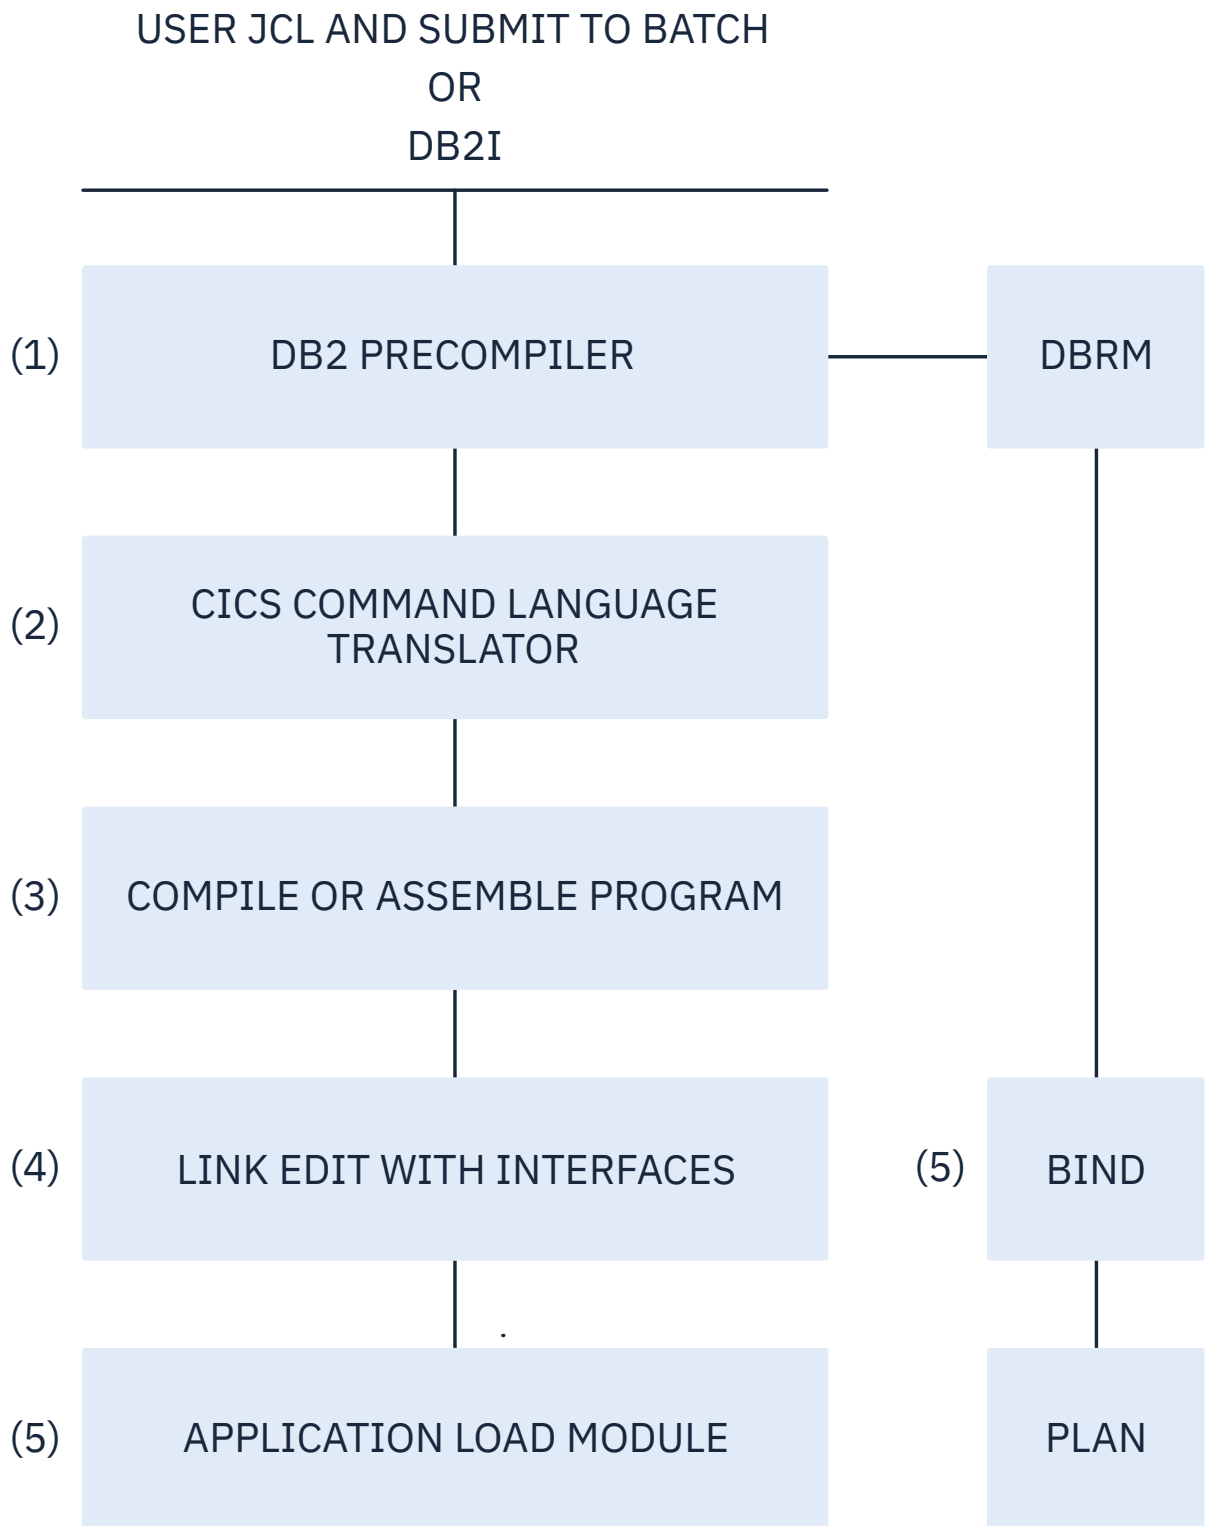 USER JCL AND SUBMIT TO BATCH
OR
DB2I
(1)
DB2 PRECOMPILER
DBRM
(2)
CICS COMMAND LANGUAGE
TRANSLATOR
(3)
COMPILE OR ASSEMBLE PROGRAM
(4)
LINK EDIT WITH INTERFACES
(5)
BIND
.
(5)
APPLICATION LOAD MODULE
PLAN